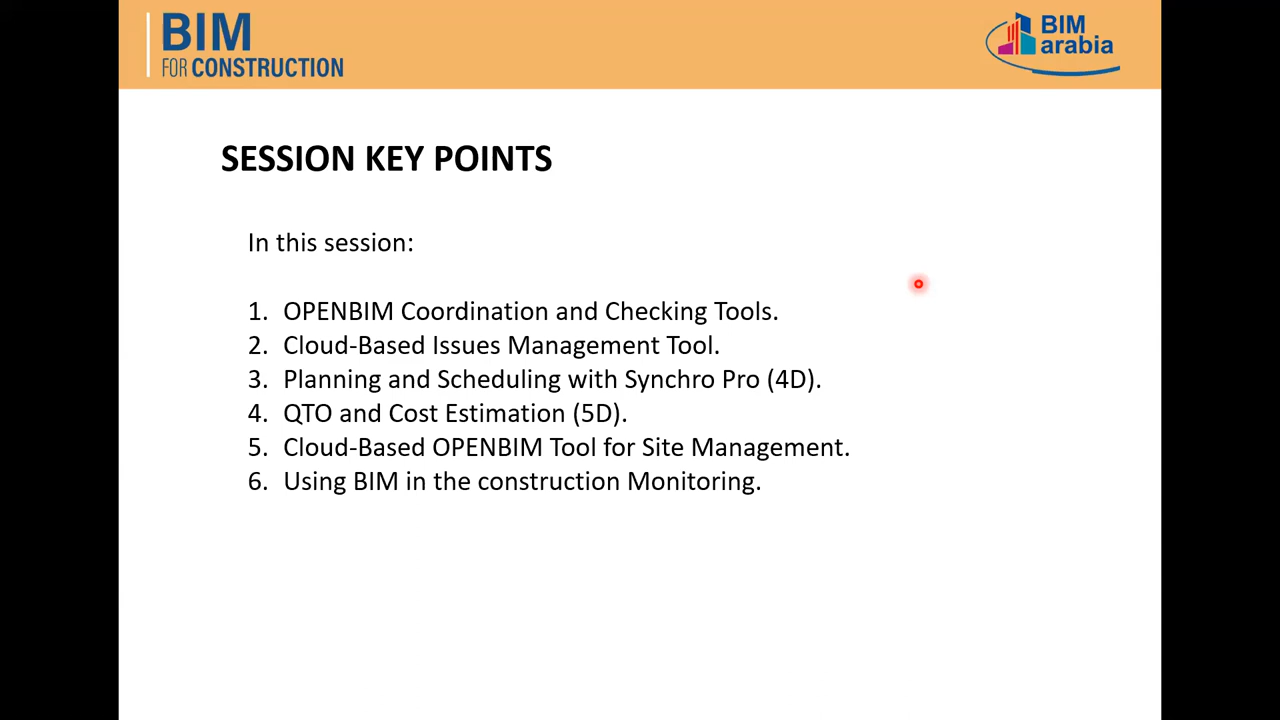 BIM
FOR CONSTRUCTION
BIM
arabia
SESSION KEY POINTS
In this session:
1. OPENBIM Coordination and Checking Tools.
2. Cloud-Based Issues Management Tool.
3. Planning and Scheduling with Synchro Pro (4D).
4. QTO and Cost Estimation (5D).
5. Cloud-Based OPENBIM Tool for Site Management.
6. Using BIM in the construction Monitoring.